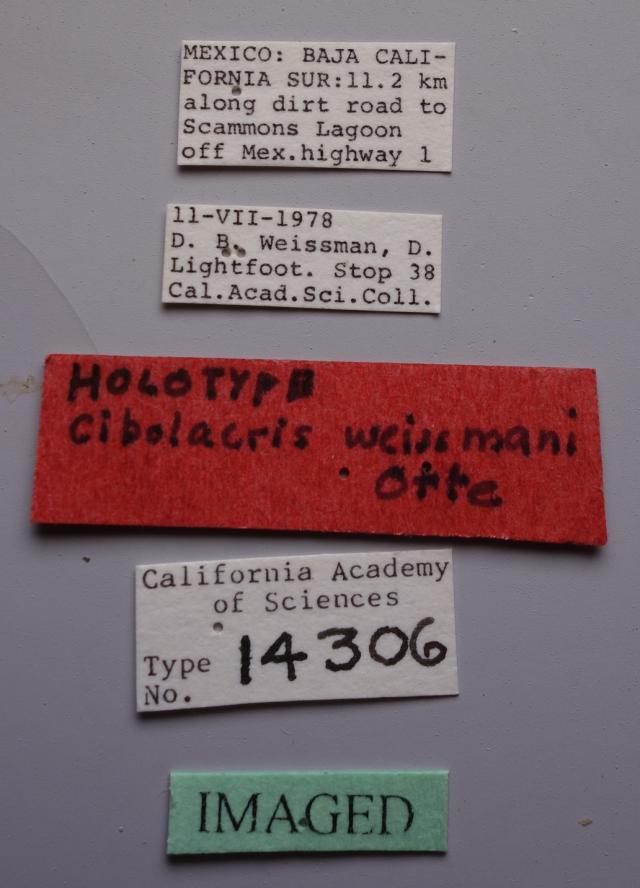 MEXICO: BAJA CALI-
FORNIA SUR:11.2 km
along dirt road to
Scammons Lagoon
off Mex.highway 1
11-VII-1978
D. B. Weissman, D.
Lightfoot. Stop 38
Cal.Acad.Sci.Coll.
HOLOTYPE
Cibolacris weissmani
Otte
California Academy
of Sciences
Type
No. 14306
IMAGED